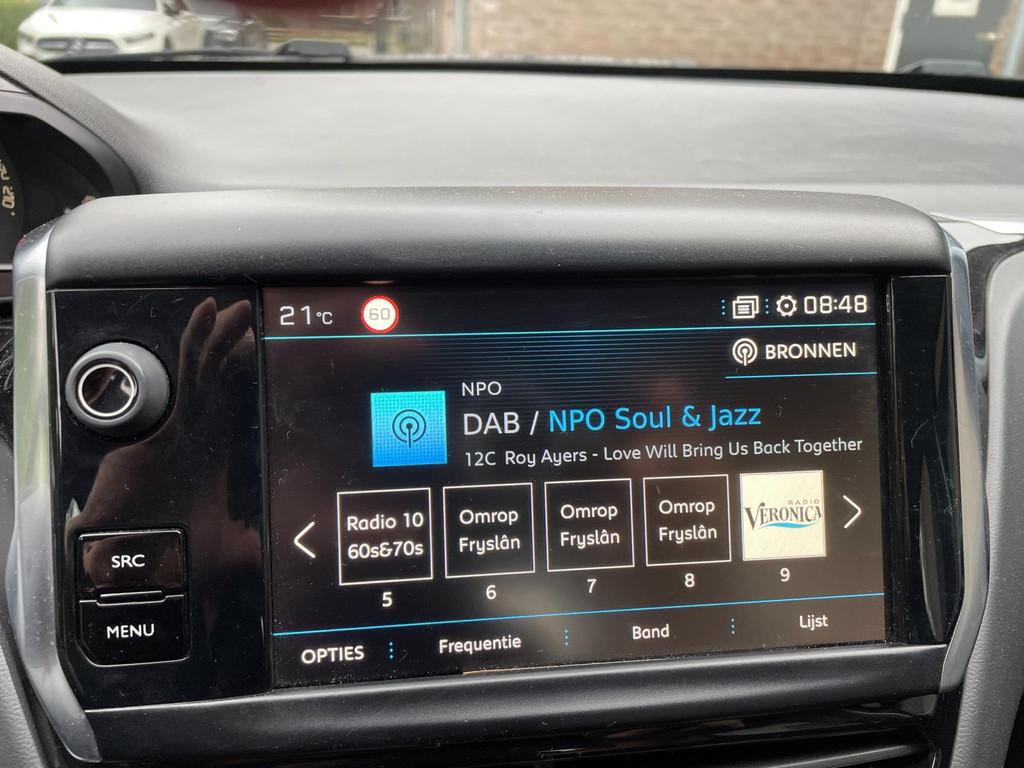 21°C
60
08:48
BRONNEN
NPO
DAB / NPO Soul & Jazz
12C Roy Ayers - Love Will Bring Us Back Together
Radio 10
60s&70s
Omrop
Fryslân
Omrop
Fryslân
Omrop
Fryslân
RADIO
VERONICA
5
6
7
8
9
SRC
MENU
OPTIES
Frequentie
Band
Lijst